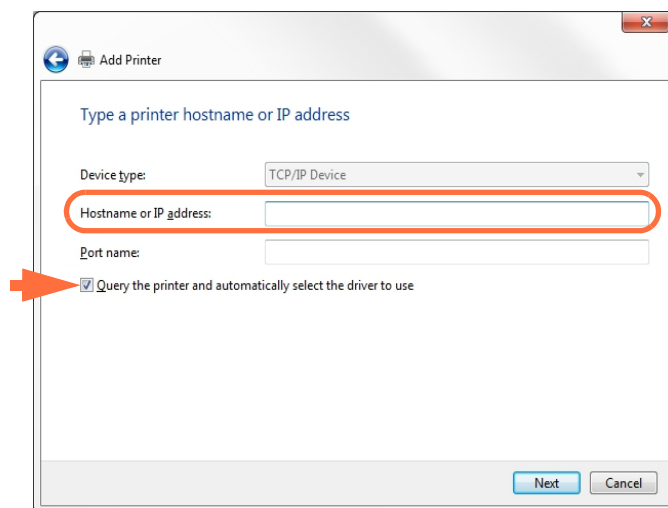 Add Printer
Type a printer hostname or IP address
Device type: TCP/IP Device
Hostname or IP address:
Port name:
Query the printer and automatically select the driver to use
Next Cancel